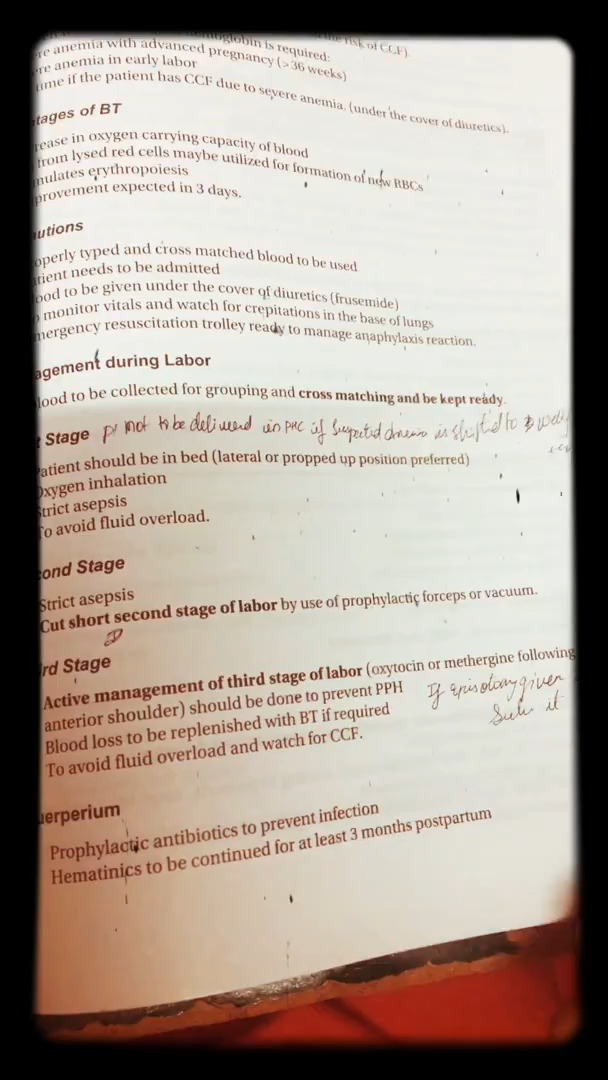 hemoglobin is required: the risk of CCF).
re anemia with advanced pregnancy (>36 weeks)
re anemia in early labor
ime if the patient has CCF due to severe anemia. (under the cover of diuretics).
tages of BT
rease in oxygen carrying capacity of blood
from lysed red cells maybe utilized for formation of new RBCs
mulates erythropoiesis
provement expected in 3 days.
utions
operly typed and cross matched blood to be used
tient needs to be admitted
ood to be given under the cover of diuretics (frusemide)
monitor vitals and watch for crepitations in the base of lungs
mergency resuscitation trolley ready to manage anaphylaxis reaction.
agement during Labor
lood to be collected for grouping and cross matching and be kept ready.
t Stage pt not to be delivered in PHC if suspected is shifted to
atient should be in bed (lateral or propped up position preferred)
Oxygen inhalation
Strict asepsis
To avoid fluid overload.
ond Stage
Strict asepsis
Cut short second stage of labor by use of prophylactic forceps or vacuum.
rd Stage
Active management of third stage of labor (oxytocin or methergine following
anterior shoulder) should be done to prevent PPH If given
Blood loss to be replenished with BT if required it
To avoid fluid overload and watch for CCF.
uerperium
Prophylactic antibiotics to prevent infection
Hematinics to be continued for at least 3 months postpartum